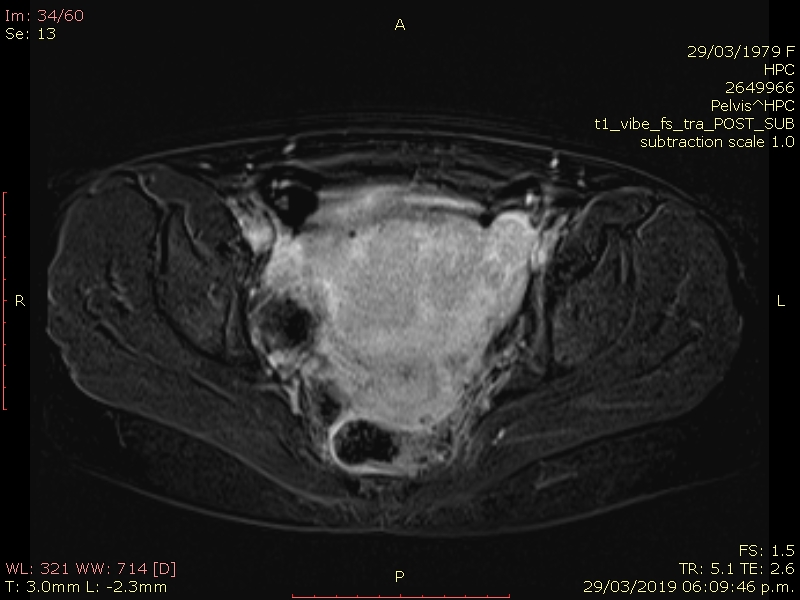 Im: 34/60
Se: 13
A
29/03/1979 F
HPC
2649966
Pelvis^HPC
t1_vibe_fs_tra_POST_SUB
subtraction scale 1.0
R
L
WL: 321 WW: 714 [D]
T: 3.0mm L: -2.3mm
P
FS: 1.5
TR: 5.1 TE: 2.6
29/03/2019 06:09:46 p.m.